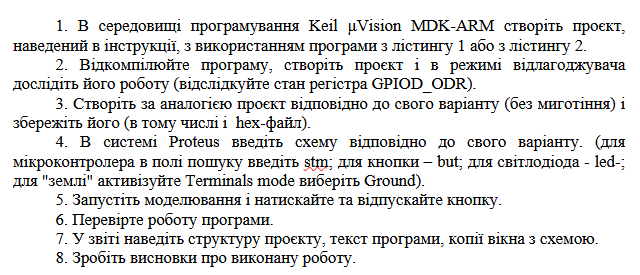 1. В середовищі програмування Keil μVision MDK-ARM створіть проєкт,
наведений в інструкції, з використанням програми з лістингу 1 або з лістингу 2.
2. Відкомпілюйте програму, створіть проєкт і в режимі відлагоджувача
дослідіть його роботу (відслідкуйте стан регістра GPIOD_ODR).
3. Створіть за аналогією проєкт відповідно до свого варіанту (без миготіння) і
збережіть його (в тому числі і hex-файл).
4. В системі Proteus введіть схему відповідно до свого варіанту. (для
мікроконтролера в полі пошуку введіть stm; для кнопки – but; для світлодіода - led-;
для "землі" активізуйте Terminals mode виберіть Ground).
5. Запустіть моделювання і натискайте та відпускайте кнопку.
6. Перевірте роботу програми.
7. У звіті наведіть структуру проєкту, текст програми, копії вікна з схемою.
8. Зробіть висновки про виконану роботу.